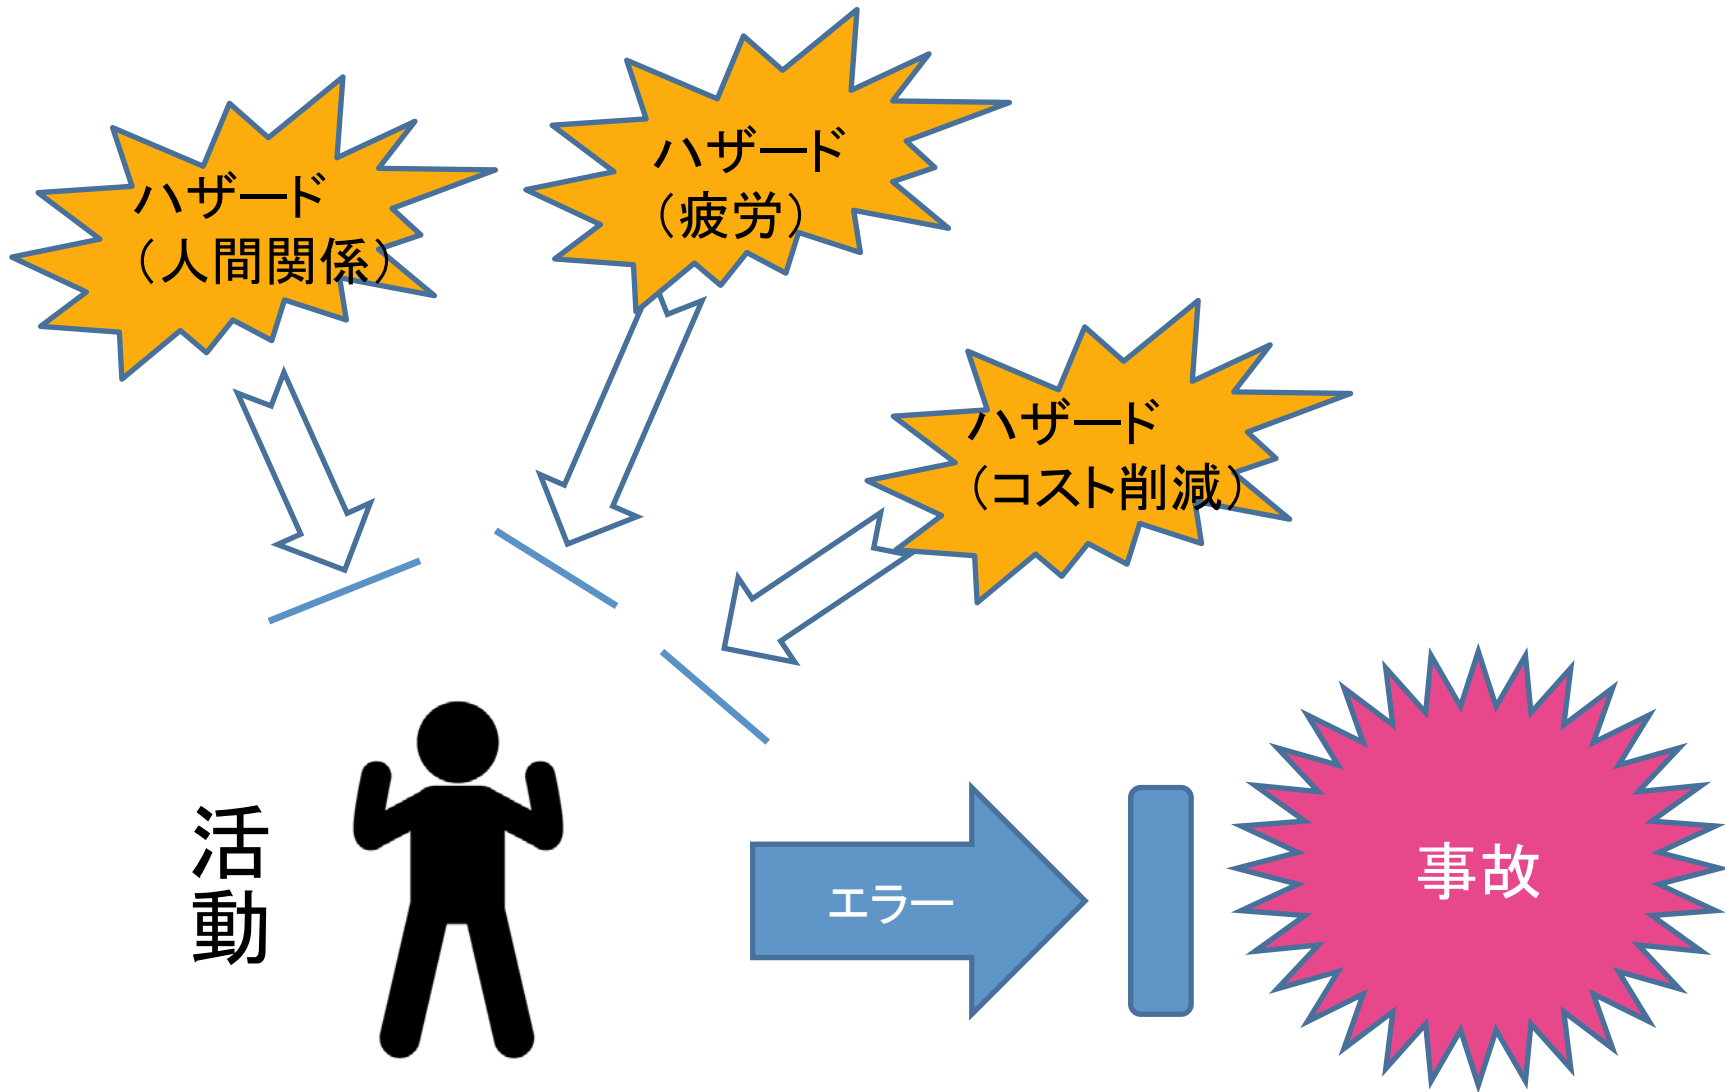 ハザード
（人間関係）
ハザード
（疲労）
ハザード
（コスト削減）
活動
エラー
事故